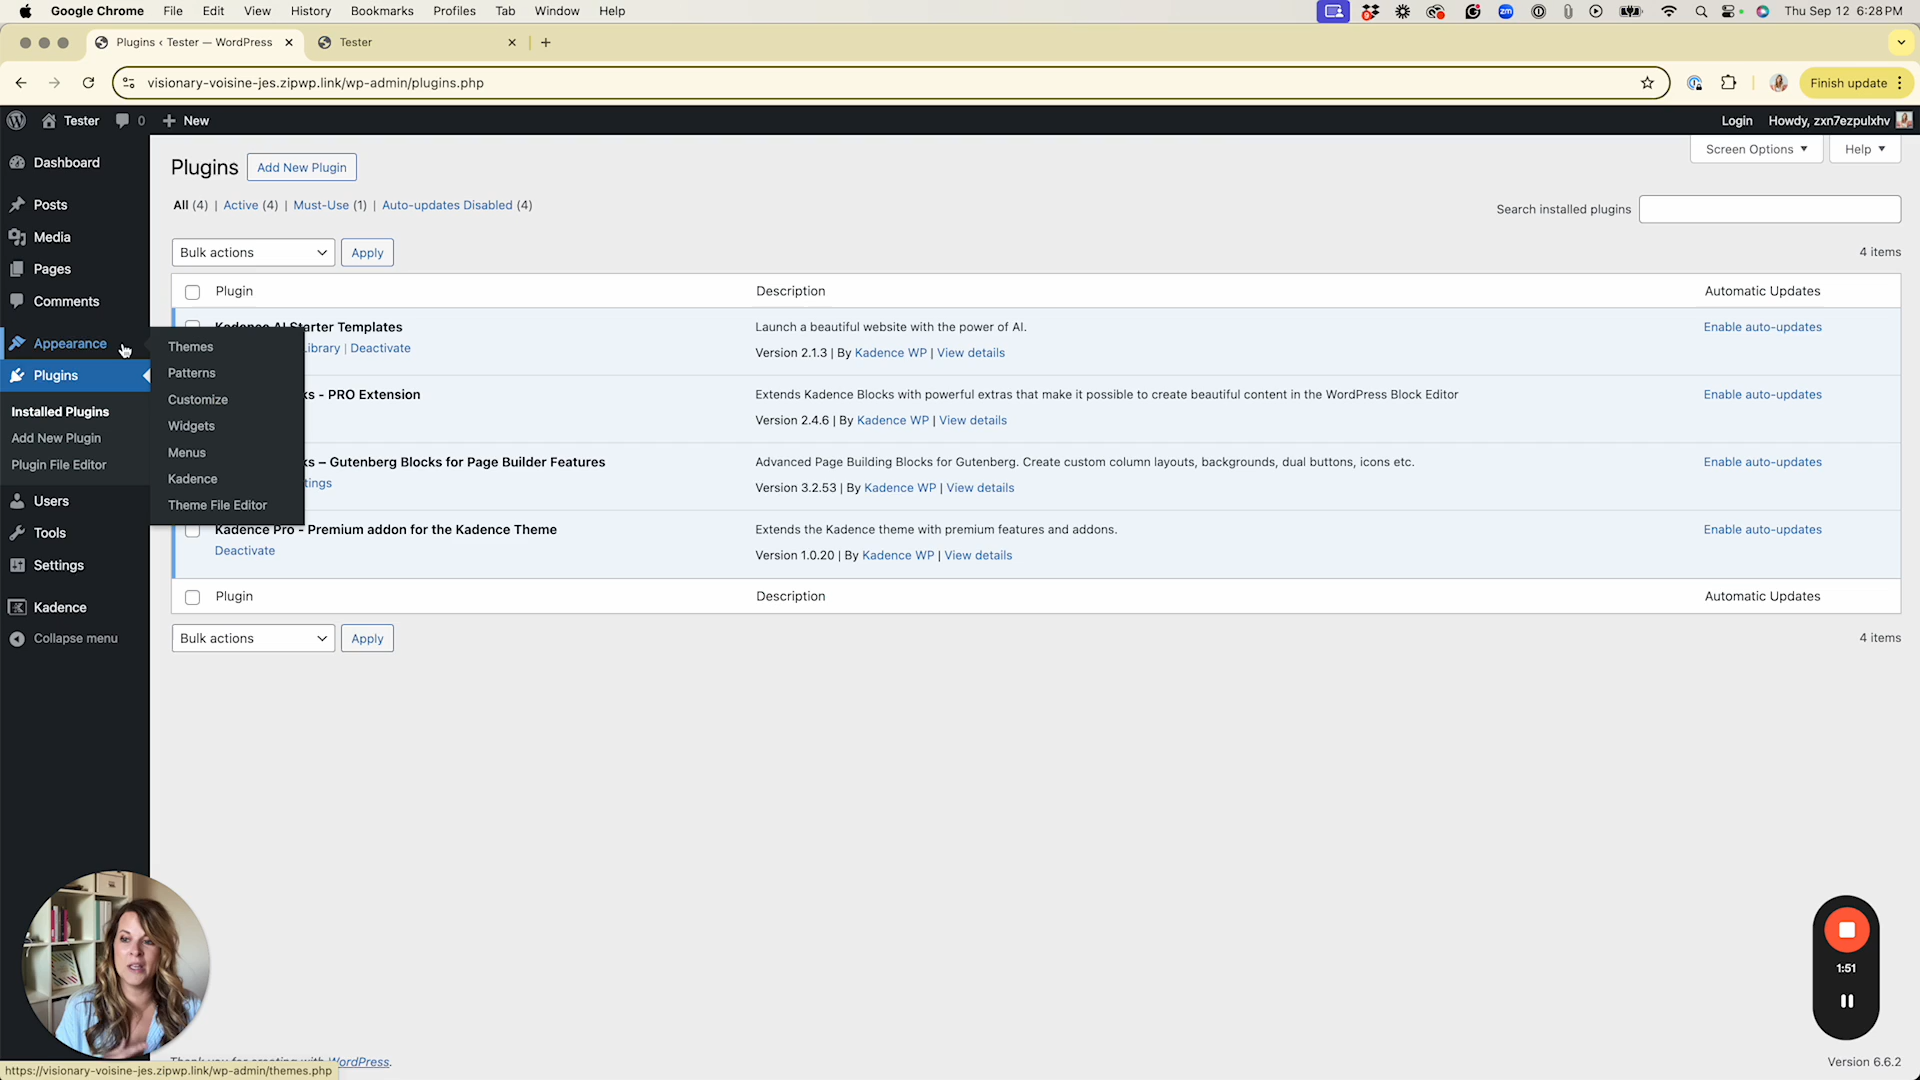 Google Chrome File Edit View History Bookmarks Profiles Tab Window Help
zm
Thu Sep 12 6:28 PM
Plugins ‹ Tester — WordPress
Tester
visionary-voisine-jes.zipwp.link/wp-admin/plugins.php
Finish update
Tester 0 New
Login Howdy, zxn7ezpulxhv
Dashboard
Posts
Media
Pages
Comments
Appearance
Plugins
Installed Plugins
Add New Plugin
Plugin File Editor
Users
Tools
Settings
Kadence
Collapse menu
Themes
Patterns
Customize
Widgets
Menus
Kadence
Theme File Editor
Screen Options Help
Plugins Add New Plugin
All (4) | Active (4) | Must-Use (1) | Auto-updates Disabled (4)
Search installed plugins
Bulk actions Apply
4 items
Plugin Description Automatic Updates
Kadence AI Starter Templates
ibrary | Deactivate
Launch a beautiful website with the power of AI.
Version 2.1.3 | By Kadence WP | View details
Enable auto-updates
s - PRO Extension
Extends Kadence Blocks with powerful extras that make it possible to create beautiful content in the WordPress Block Editor
Version 2.4.6 | By Kadence WP | View details
Enable auto-updates
s – Gutenberg Blocks for Page Builder Features
tings
Advanced Page Building Blocks for Gutenberg. Create custom column layouts, backgrounds, dual buttons, icons etc.
Version 3.2.53 | By Kadence WP | View details
Enable auto-updates
Kadence Pro - Premium addon for the Kadence Theme
Deactivate
Extends the Kadence theme with premium features and addons.
Version 1.0.20 | By Kadence WP | View details
Enable auto-updates
Plugin Description Automatic Updates
Bulk actions Apply
4 items
1:51
Thank you for creating with WordPress.
Version 6.6.2
https://visionary-voisine-jes.zipwp.link/wp-admin/themes.php